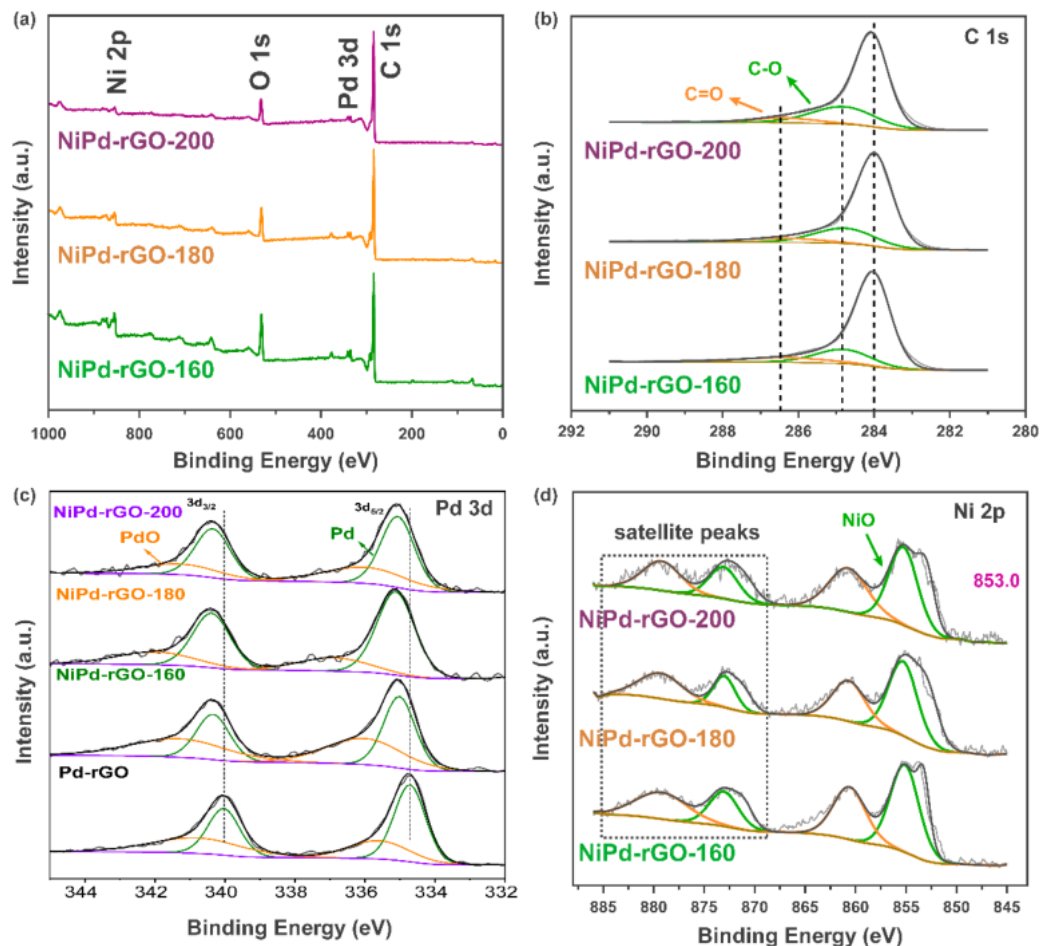 (a)
Ni 2p
O 1s
Pd 3d
C 1s
NiPd-rGO-200
NiPd-rGO-180
NiPd-rGO-160
Intensity (a.u.)
1000 800 600 400 200 0
Binding Energy (eV)
(b)
C 1s
C-O
C=O
NiPd-rGO-200
NiPd-rGO-180
NiPd-rGO-160
Intensity (a.u.)
292 290 288 286 284 282 280
Binding Energy (eV)
(c)
Pd 3d
NiPd-rGO-200
3d3/2
3d5/2
PdO
Pd
NiPd-rGO-180
NiPd-rGO-160
Pd-rGO
Intensity (a.u.)
345 342 340 338 336 334 332
Binding Energy (eV)
(d)
Ni 2p
satellite peaks
NiO
853.0
NiPd-rGO-200
NiPd-rGO-180
NiPd-rGO-160
Intensity (a.u.)
885 880 875 870 865 860 855 850 845
Binding Energy (eV)